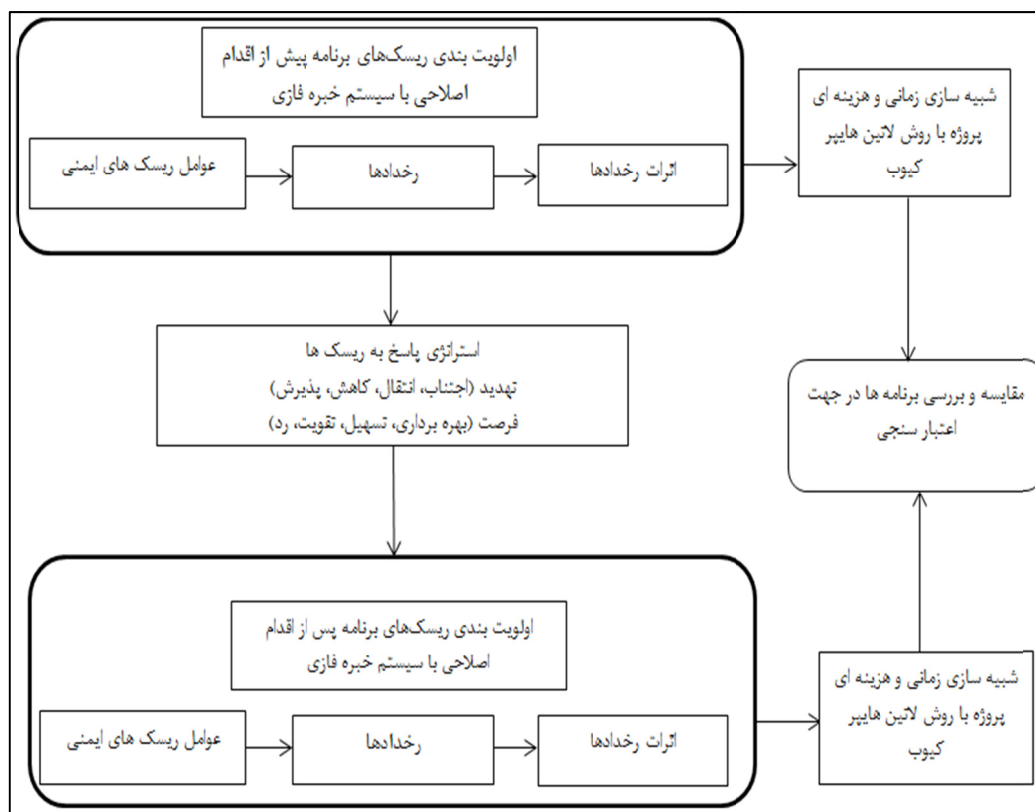 اولویت بندی ریسک‌های برنامه پیش از اقدام
اصلاحی با سیستم خبره فازی
عوامل ریسک های ایمنی
رخدادها
اثرات رخدادها
شبیه سازی زمانی و هزینه ای
پروژه با روش لاتین هایپر
کیوب
استراتژی پاسخ به ریسک ها
تهدید (اجتناب، انتقال، کاهش، پذیرش)
فرصت (بهره برداری، تسهیل، تقویت، رد)
مقایسه و بررسی برنامه ها در جهت
اعتبار سنجی
اولویت بندی ریسک‌های برنامه پس از اقدام
اصلاحی با سیستم خبره فازی
عوامل ریسک های ایمنی
رخدادها
اثرات رخدادها
شبیه سازی زمانی و هزینه ای
پروژه با روش لاتین هایپر
کیوب